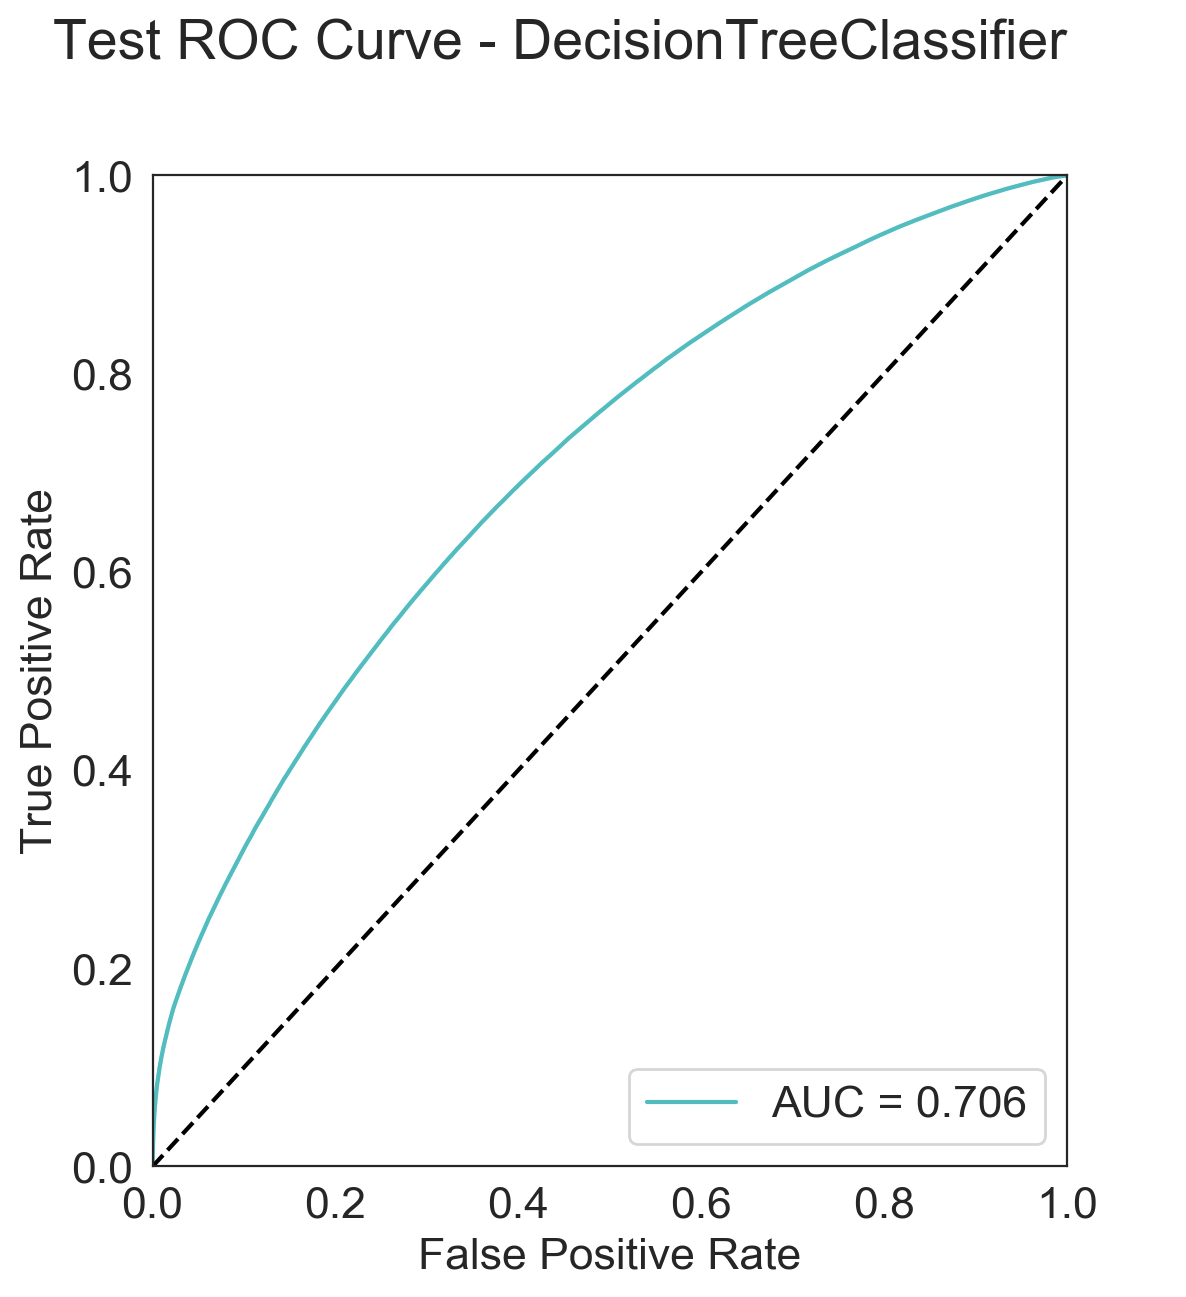 Test ROC Curve - DecisionTreeClassifier
1.0
0.8
0.6
0.4
0.2
0.0
True Positive Rate
AUC = 0.706
0.0 0.2 0.4 0.6 0.8 1.0
False Positive Rate